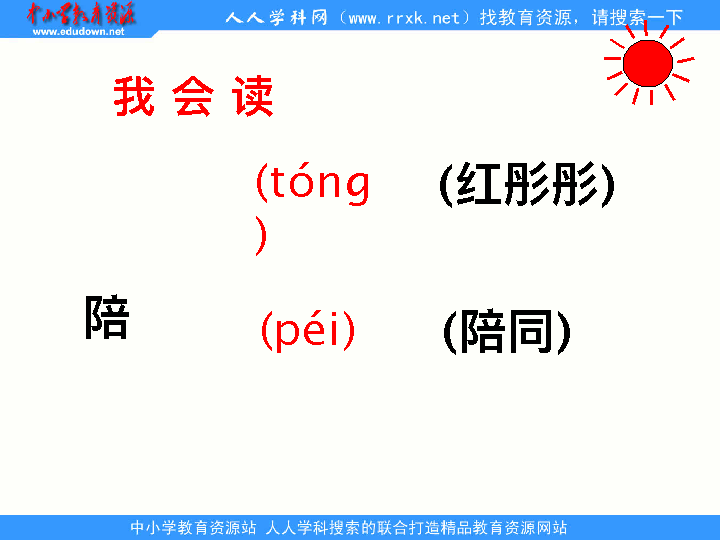 中小学教育资源
www.edudown.net
人人学科网（www.rrxk.net）找教育资源，请搜索一下
我会读
(tóng
)
(红彤彤)
陪
(péi)
(陪同)
中小学教育资源站 人人学科搜索的联合打造精品教育资源网站